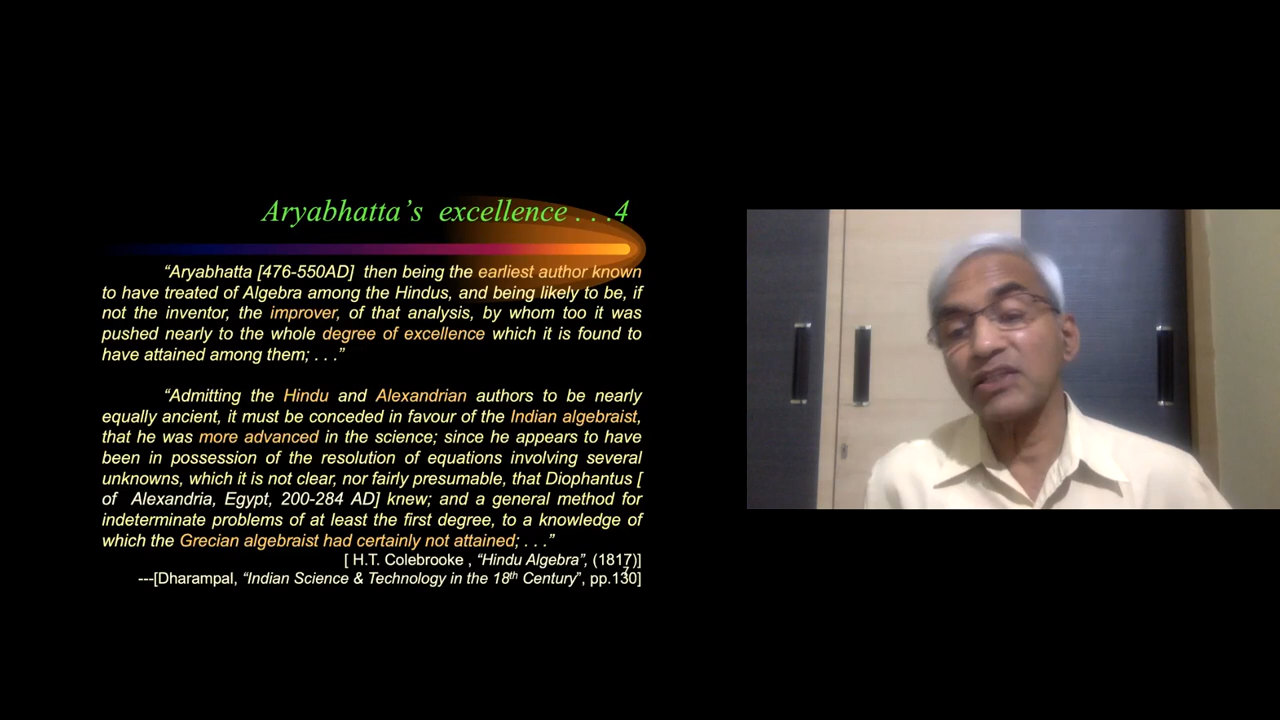 Aryabhatta’s excellence . . .4
“Aryabhatta [476-550AD] then being the earliest author known
to have treated of Algebra among the Hindus, and being likely to be, if
not the inventor, the improver, of that analysis, by whom too it was
pushed nearly to the whole degree of excellence which it is found to
have attained among them; . . .”
“Admitting the Hindu and Alexandrian authors to be nearly
equally ancient, it must be conceded in favour of the Indian algebraist,
that he was more advanced in the science; since he appears to have
been in possession of the resolution of equations involving several
unknowns, which it is not clear, nor fairly presumable, that Diophantus [
of Alexandria, Egypt, 200-284 AD] knew; and a general method for
indeterminate problems of at least the first degree, to a knowledge of
which the Grecian algebraist had certainly not attained; . . .”
[ H.T. Colebrooke , “Hindu Algebra”, (1817)]
7
---[Dharampal, “Indian Science & Technology in the 18th Century”, pp.130]